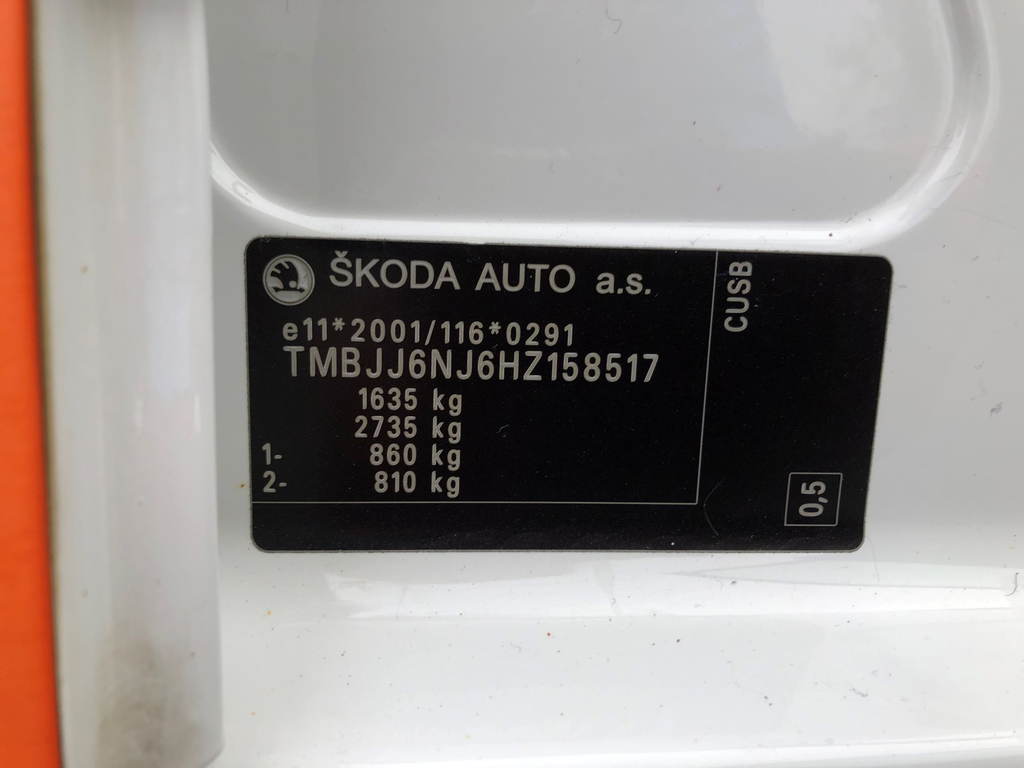 ŠKODA AUTO a.s.
e11*2001/116*0291
TMBJJ6NJ6HZ158517
1635 kg
2735 kg
1- 860 kg
2- 810 kg
CUSB
0,5